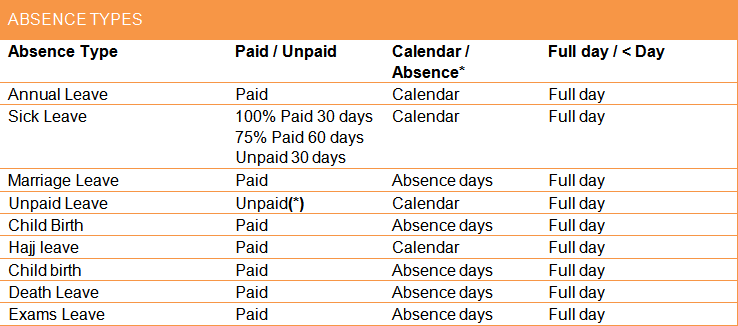 ABSENCE TYPES
Absence Type Paid / Unpaid Calendar / Absence* Full day / < Day
Annual Leave Paid Calendar Full day
Sick Leave 100% Paid 30 days Calendar Full day
75% Paid 60 days
Unpaid 30 days
Marriage Leave Paid Absence days Full day
Unpaid Leave Unpaid(*) Calendar Full day
Child Birth Paid Absence days Full day
Hajj leave Paid Calendar Full day
Child birth Paid Absence days Full day
Death Leave Paid Absence days Full day
Exams Leave Paid Absence days Full day